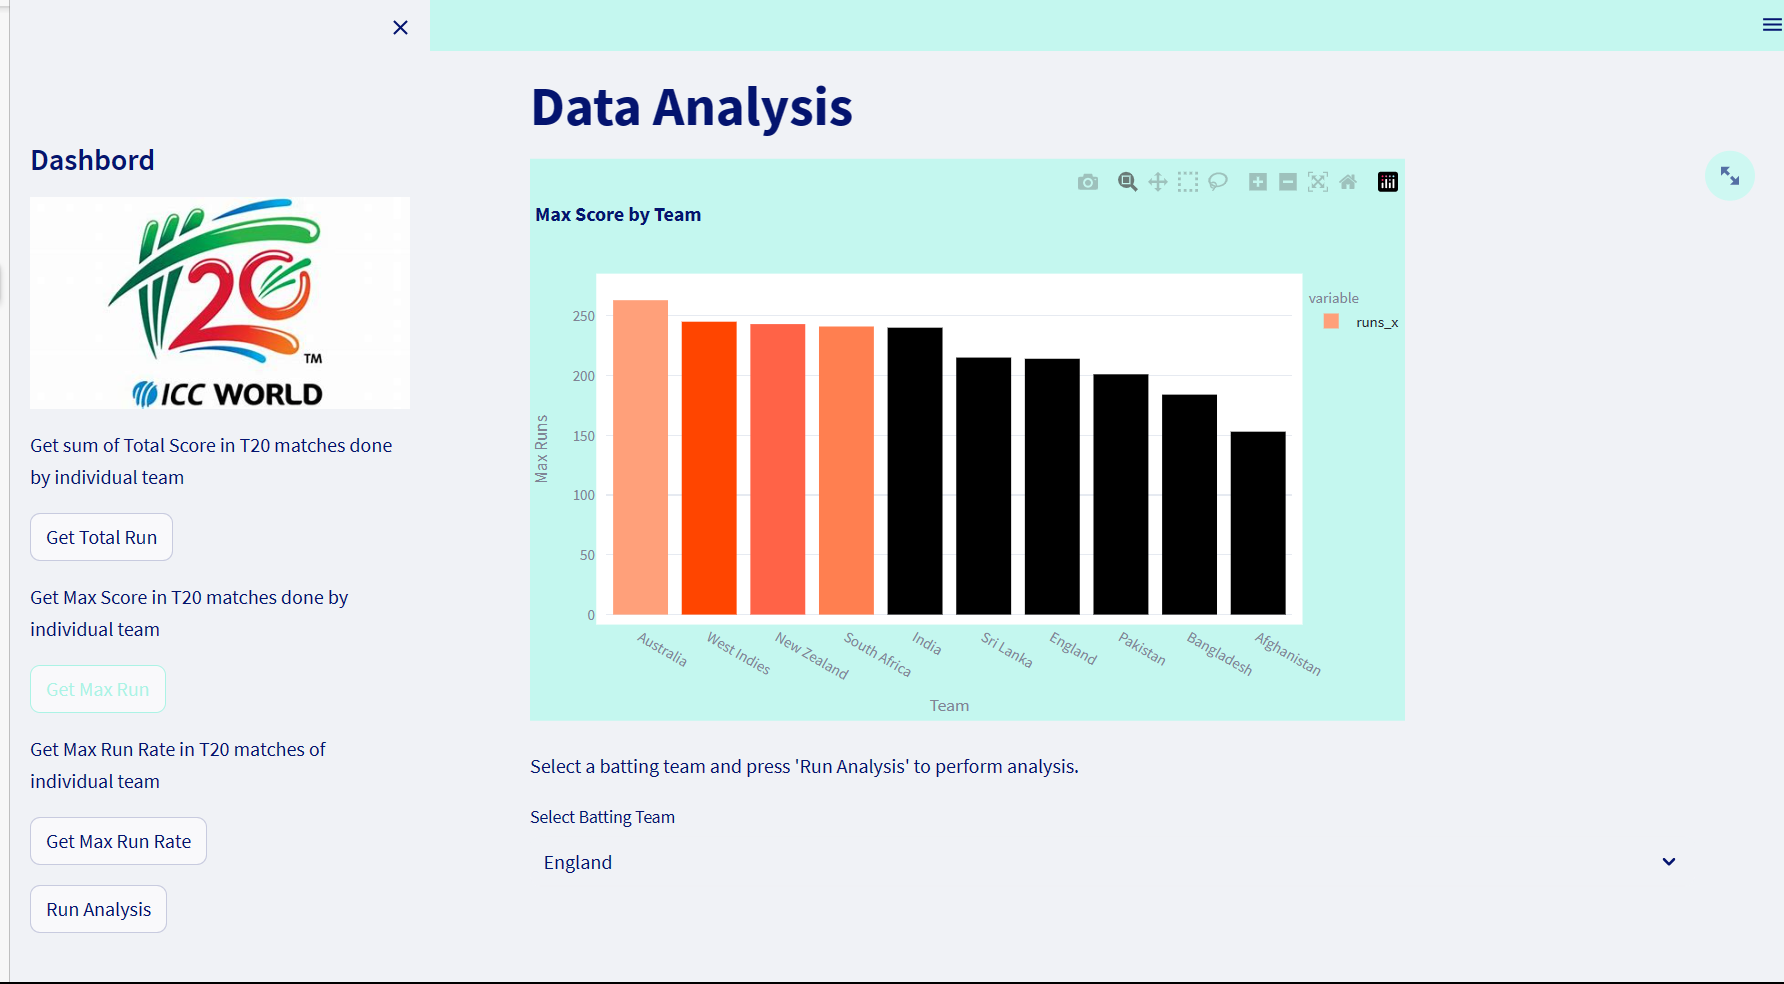 Dashbord
T20
TM
ICC WORLD
Get sum of Total Score in T20 matches done
by individual team
Get Total Run
Get Max Score in T20 matches done by
individual team
Get Max Run
Get Max Run Rate in T20 matches of
individual team
Get Max Run Rate
Run Analysis
Data Analysis
Max Score by Team
variable
runs_x
Max Runs
250
200
150
100
50
0
Australia
West Indies
New Zealand
South Africa
India
Sri Lanka
England
Pakistan
Bangladesh
Afghanistan
Team
Select a batting team and press 'Run Analysis' to perform analysis.
Select Batting Team
England